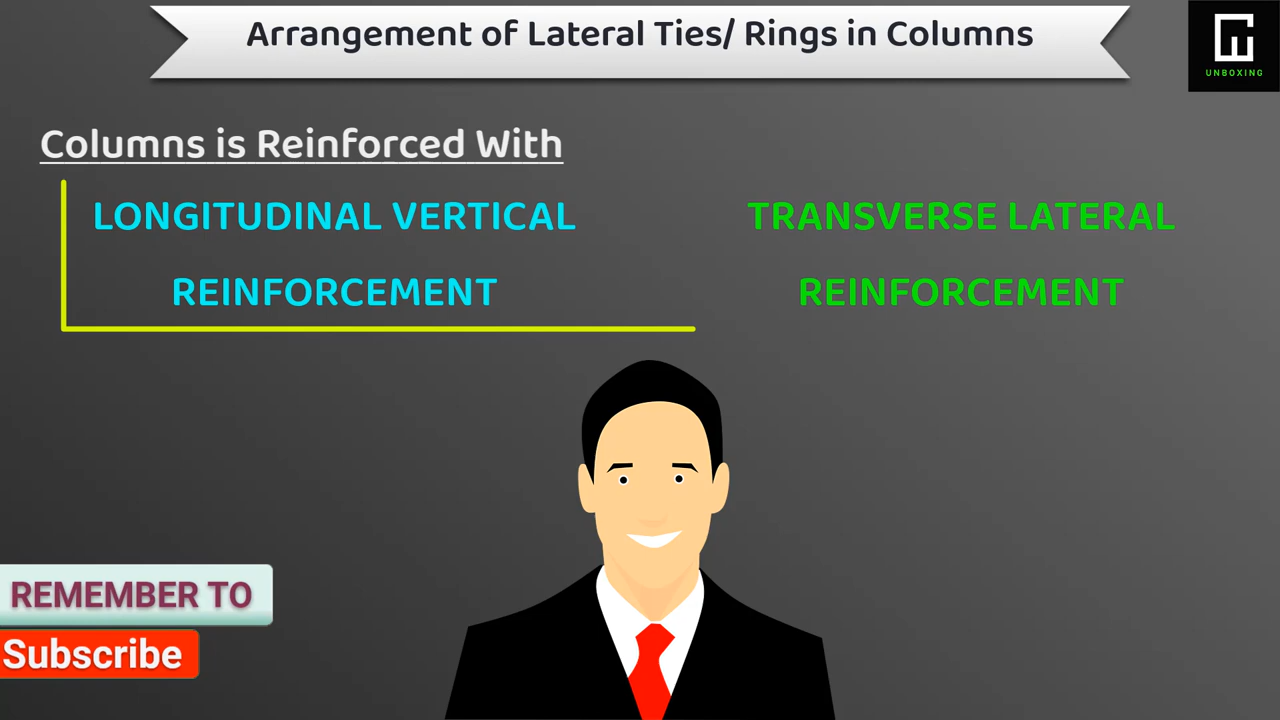 Arrangement of Lateral Ties/ Rings in Columns
UNBOXING
Columns is Reinforced With
LONGITUDINAL VERTICAL
REINFORCEMENT
TRANSVERSE LATERAL
REINFORCEMENT
REMEMBER TO
Subscribe